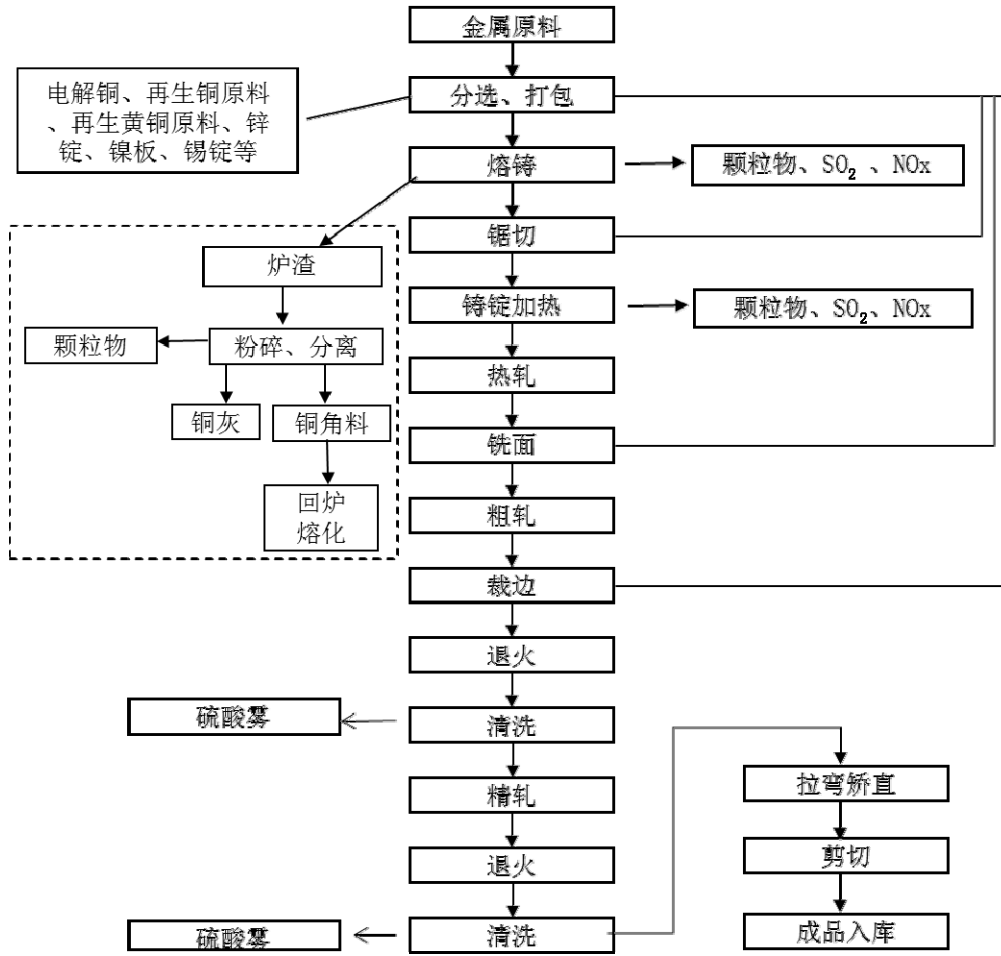 金属原料
电解铜、再生铜原料
、再生黄铜原料、锌
锭、镍板、锡锭等
分选、打包
熔铸
颗粒物、SO₂ 、NOx
锯切
炉渣
铸锭加热
颗粒物、SO₂、NOx
颗粒物
粉碎、分离
热轧
铜灰
铜角料
铣面
回炉
熔化
粗轧
裁边
退火
硫酸雾
清洗
拉弯矫直
精轧
剪切
退火
硫酸雾
清洗
成品入库